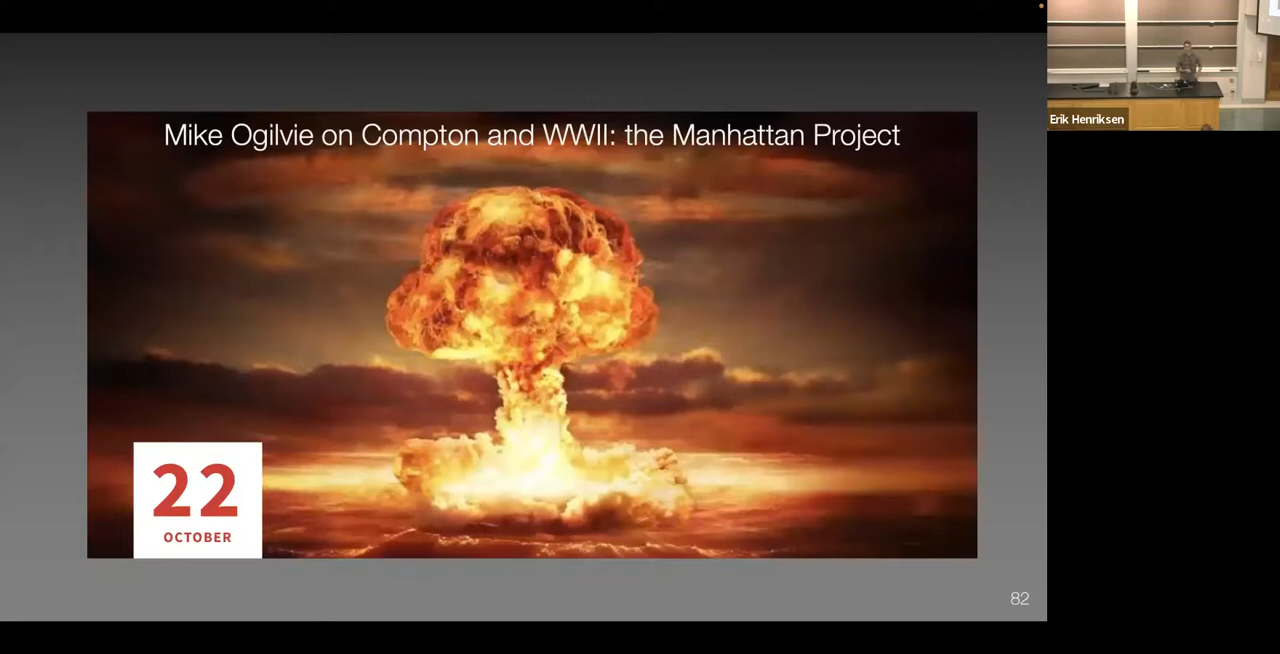 Mike Ogilvie on Compton and WWII: the Manhattan Project
22
OCTOBER
82
Erik Henriksen